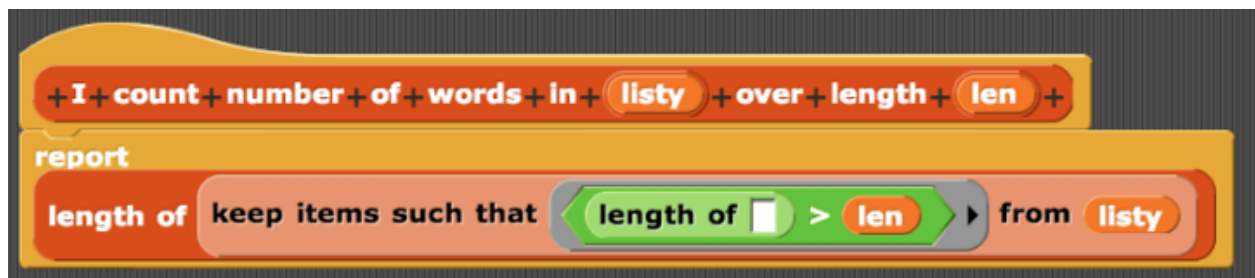 +I+count+number+of+words+in+ listy +over+length+ len +
report
length of keep items such that length of > len from listy